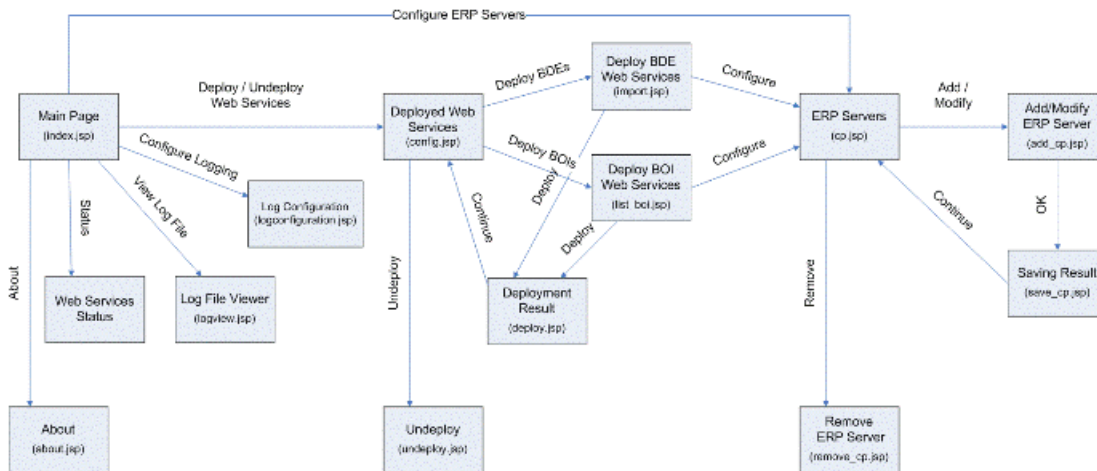 Configure ERP Servers
Deploy / Undeploy
Web Services
Main Page
(index.jsp)
Configure Logging
View Log File
Status
About
Log Configuration
(logconfiguration.jsp)
Web Services
Status
Log File Viewer
(logview.jsp)
About
(about.jsp)
Deployed Web
Services
(config.jsp)
Deploy BDEs
Deploy BOIs
Deploy BDE
Web Services
(import.jsp)
Deploy BOI
Web Services
(list_boi.jsp)
Configure
Configure
Deploy
Deploy
Continue
Undeploy
Deployment
Result
(deploy.jsp)
Undeploy
(undeploy.jsp)
ERP Servers
(cp.jsp)
Add /
Modify
Add/Modify
ERP Server
(add_cp.jsp)
OK
Continue
Saving Result
(save_cp.jsp)
Remove
Remove
ERP Server
(remove_cp.jsp)